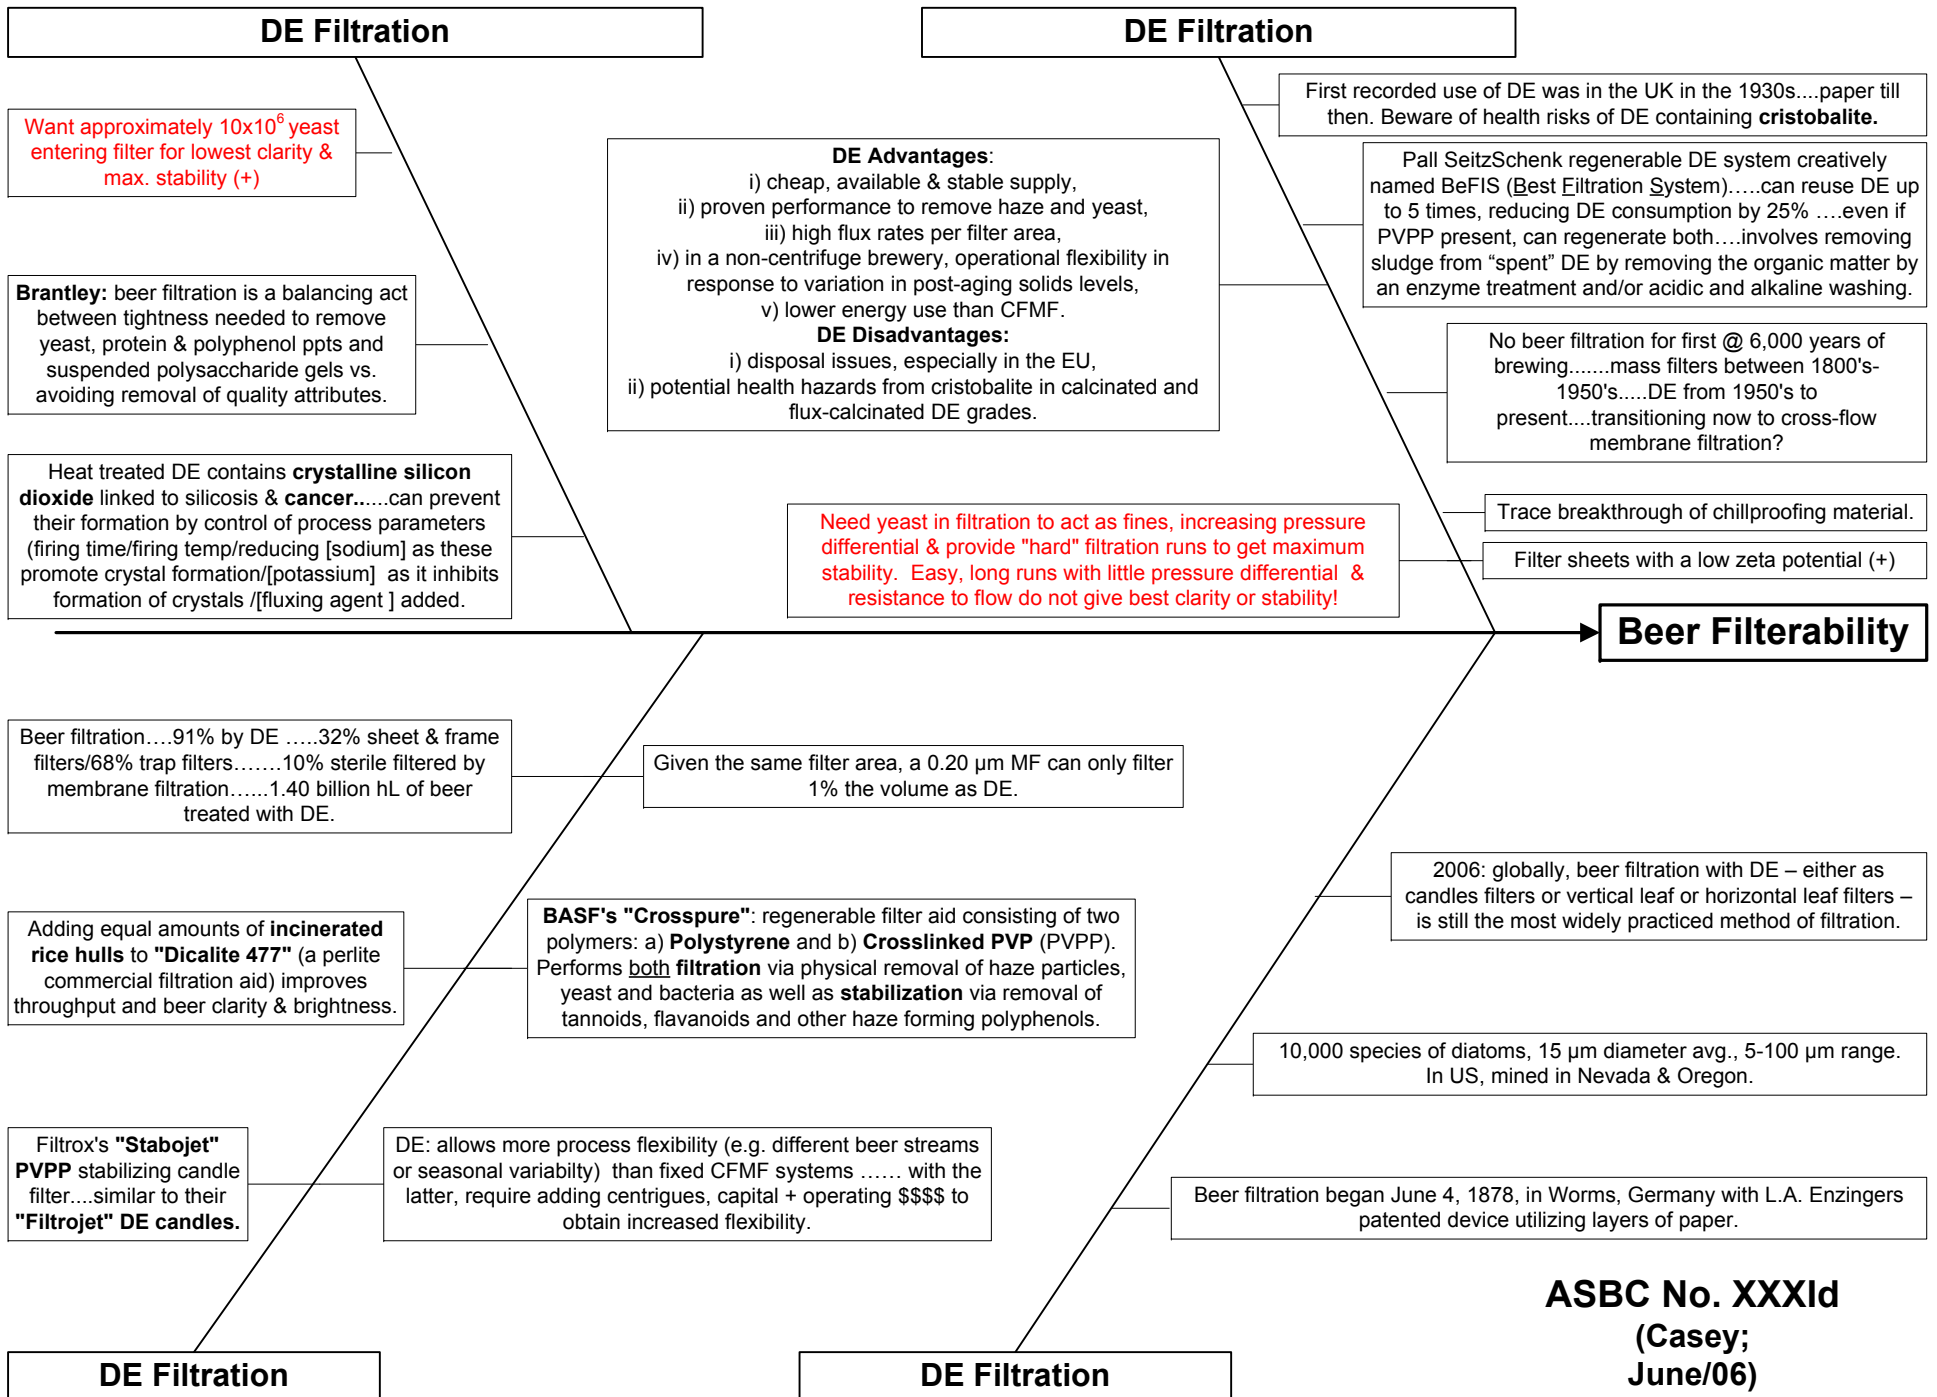 DE Filtration
DE Filtration
Want approximately 10x10⁶ yeast
entering filter for lowest clarity &
max. stability (+)
Brantley: beer filtration is a balancing act
between tightness needed to remove
yeast, protein & polyphenol ppts and
suspended polysaccharide gels vs.
avoiding removal of quality attributes.
Heat treated DE contains crystalline silicon
dioxide linked to silicosis & cancer......can prevent
their formation by control of process parameters
(firing time/firing temp/reducing [sodium] as these
promote crystal formation/[potassium]  as it inhibits
formation of crystals /[fluxing agent ] added.
DE Advantages:
i) cheap, available & stable supply,
ii) proven performance to remove haze and yeast,
iii) high flux rates per filter area,
iv) in a non-centrifuge brewery, operational flexibility in
response to variation in post-aging solids levels,
v) lower energy use than CFMF.
DE Disadvantages:
i) disposal issues, especially in the EU,
ii) potential health hazards from cristobalite in calcinated and
flux-calcinated DE grades.
Need yeast in filtration to act as fines, increasing pressure
differential & provide "hard" filtration runs to get maximum
stability.  Easy, long runs with little pressure differential  &
resistance to flow do not give best clarity or stability!
First recorded use of DE was in the UK in the 1930s....paper till
then. Beware of health risks of DE containing cristobalite.
Pall SeitzSchenk regenerable DE system creatively
named BeFIS (Best Filtration System)…..can reuse DE up
to 5 times, reducing DE consumption by 25% ….even if
PVPP present, can regenerate both….involves removing
sludge from “spent” DE by removing the organic matter by
an enzyme treatment and/or acidic and alkaline washing.
No beer filtration for first @ 6,000 years of
brewing.......mass filters between 1800's-
1950's.....DE from 1950's to
present....transitioning now to cross-flow
membrane filtration?
Trace breakthrough of chillproofing material.
Filter sheets with a low zeta potential (+)
Beer Filterability
Beer filtration….91% by DE …..32% sheet & frame
filters/68% trap filters…….10% sterile filtered by
membrane filtration…...1.40 billion hL of beer
treated with DE.
Given the same filter area, a 0.20 µm MF can only filter
1% the volume as DE.
Adding equal amounts of incinerated
rice hulls to "Dicalite 477" (a perlite
commercial filtration aid) improves
throughput and beer clarity & brightness.
BASF's "Crosspure": regenerable filter aid consisting of two
polymers: a) Polystyrene and b) Crosslinked PVP (PVPP).
Performs both filtration via physical removal of haze particles,
yeast and bacteria as well as stabilization via removal of
tannoids, flavanoids and other haze forming polyphenols.
Filtrox's "Stabojet"
PVPP stabilizing candle
filter....similar to their
"Filtrojet" DE candles.
DE: allows more process flexibility (e.g. different beer streams
or seasonal variabilty)  than fixed CFMF systems …… with the
latter, require adding centrigues, capital + operating $$$$ to
obtain increased flexibility.
2006: globally, beer filtration with DE – either as
candles filters or vertical leaf or horizontal leaf filters –
is still the most widely practiced method of filtration.
10,000 species of diatoms, 15 µm diameter avg., 5-100 µm range.
In US, mined in Nevada & Oregon.
Beer filtration began June 4, 1878, in Worms, Germany with L.A. Enzingers
patented device utilizing layers of paper.
DE Filtration
DE Filtration
ASBC No. XXXId
(Casey;
June/06)